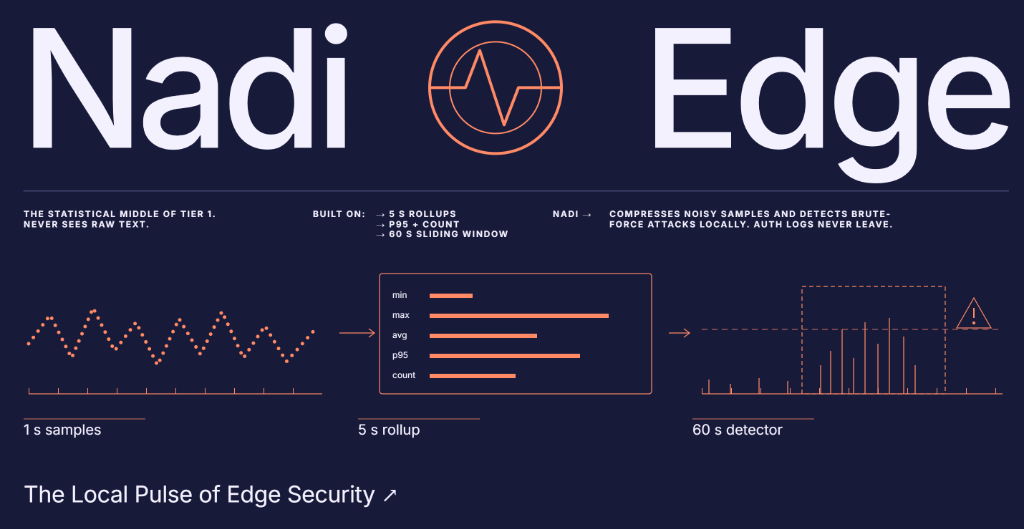 Nadi Edge
THE STATISTICAL MIDDLE OF TIER 1.
NEVER SEES RAW TEXT.
BUILT ON: → 5 S ROLLUPS
→ P95 + COUNT
→ 60 S SLIDING WINDOW
NADI → COMPRESSES NOISY SAMPLES AND DETECTS BRUTE-
FORCE ATTACKS LOCALLY. AUTH LOGS NEVER LEAVE.
min
max
avg
p95
count
!
1 s samples
5 s rollup
60 s detector
The Local Pulse of Edge Security ↗